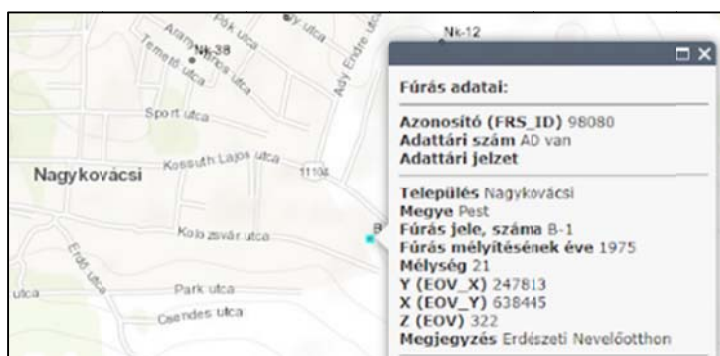 Nk-12
Nk-38
Aranyhalmos utca
Temető utca
Ady Endre utca
Sport utca
Kossuth Lajos utca
11104
Nagykovácsi
B
Kolozsvár utca
Erdő utca
utca
Park utca
Csendes utca
Fúrás adatai:
Azonosító (FRS_ID) 98080
Adattári szám AD van
Adattári jelzet
Település Nagykovácsi
Megye Pest
Fúrás jele, száma B-1
Fúrás mélyítésének éve 1975
Mélység 21
Y (EOV_X) 247813
X (EOV_Y) 638445
Z (EOV) 322
Megjegyzés Erdészeti Nevelőotthon